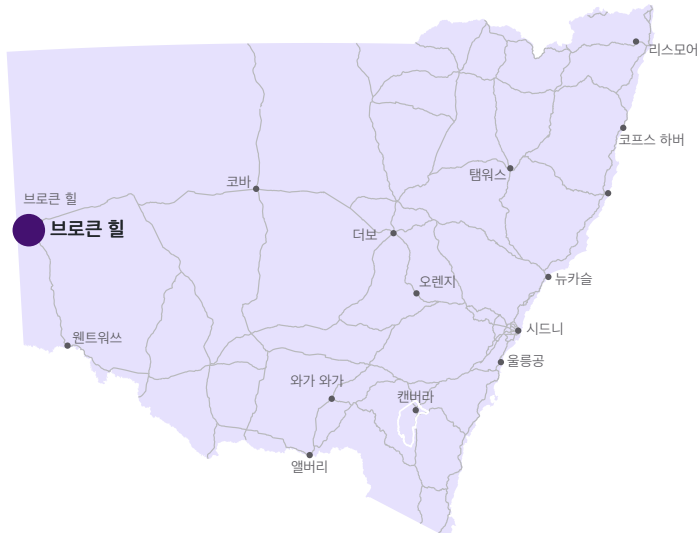 리스모어
코프스 하버
탬워스
코바
브로큰 힐
브로큰 힐
더보
뉴카슬
오렌지
시드니
웬트워쓰
울릉공
와가 와가
캔버라
앨버리